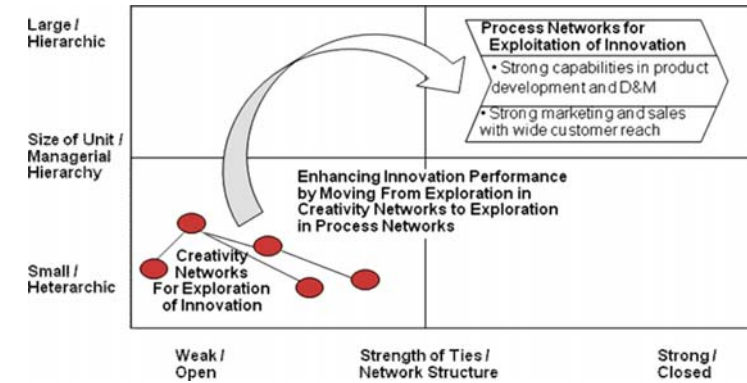 Large /
Hierarchic
Process Networks for
Exploitation of Innovation
• Strong capabilities in product
development and D&M
• Strong marketing and sales
with wide customer reach
Size of Unit /
Managerial
Hierarchy
Enhancing Innovation Performance
by Moving From Exploration in
Creativity Networks to Exploration
in Process Networks
Small /
Heterarchic
Creativity
Networks
For Exploration
of Innovation
Weak /
Open
Strength of Ties /
Network Structure
Strong /
Closed